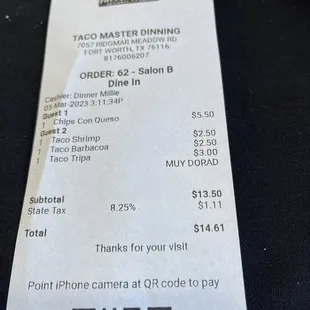 TACO MASTER DINNING
7057 RIDGMAR MEADOW RD
FORT WORTH, TX 76116
8176006207
ORDER: 62 - Salon B
Dine In
Cashier: Dinner Millie
05-Mar-2023 3:11:34P
Guest 1
1 Chips Con Queso $5.50
Guest 2
1 Taco Shrimp $2.50
1 Taco Barbacoa $2.50
1 Taco Tripa $3.00
MUY DORAD
Subtotal $13.50
State Tax 8.25% $1.11
Total $14.61
Thanks for your visit
Point iPhone camera at QR code to pay